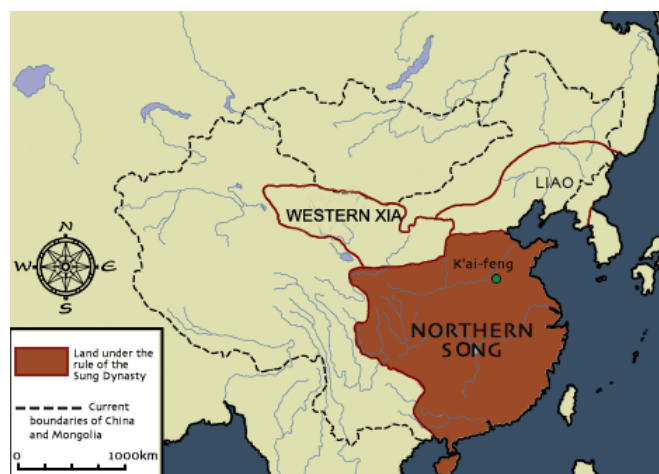 LIAO
WESTERN XIA
K'ai-feng
NORTHERN
SONG
N
W E
S
Land under the
rule of the
Sung Dynasty
Current
boundaries of China
and Mongolia
0 1000km